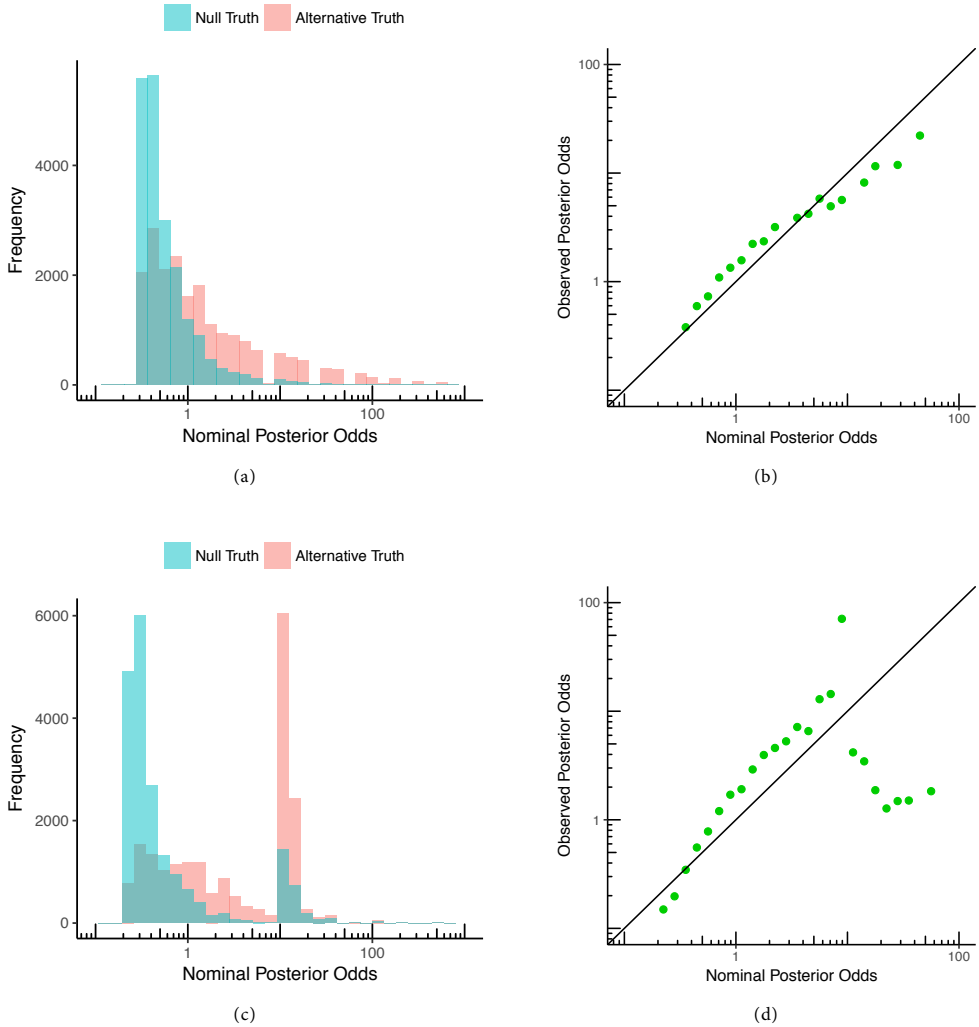 Null Truth Alternative Truth
Frequency
4000
2000
0
1
100
Nominal Posterior Odds
(a)
Observed Posterior Odds
100
1
1
100
Nominal Posterior Odds
(b)
Null Truth Alternative Truth
Frequency
6000
4000
2000
0
1
100
Nominal Posterior Odds
(c)
Observed Posterior Odds
100
1
1
100
Nominal Posterior Odds
(d)